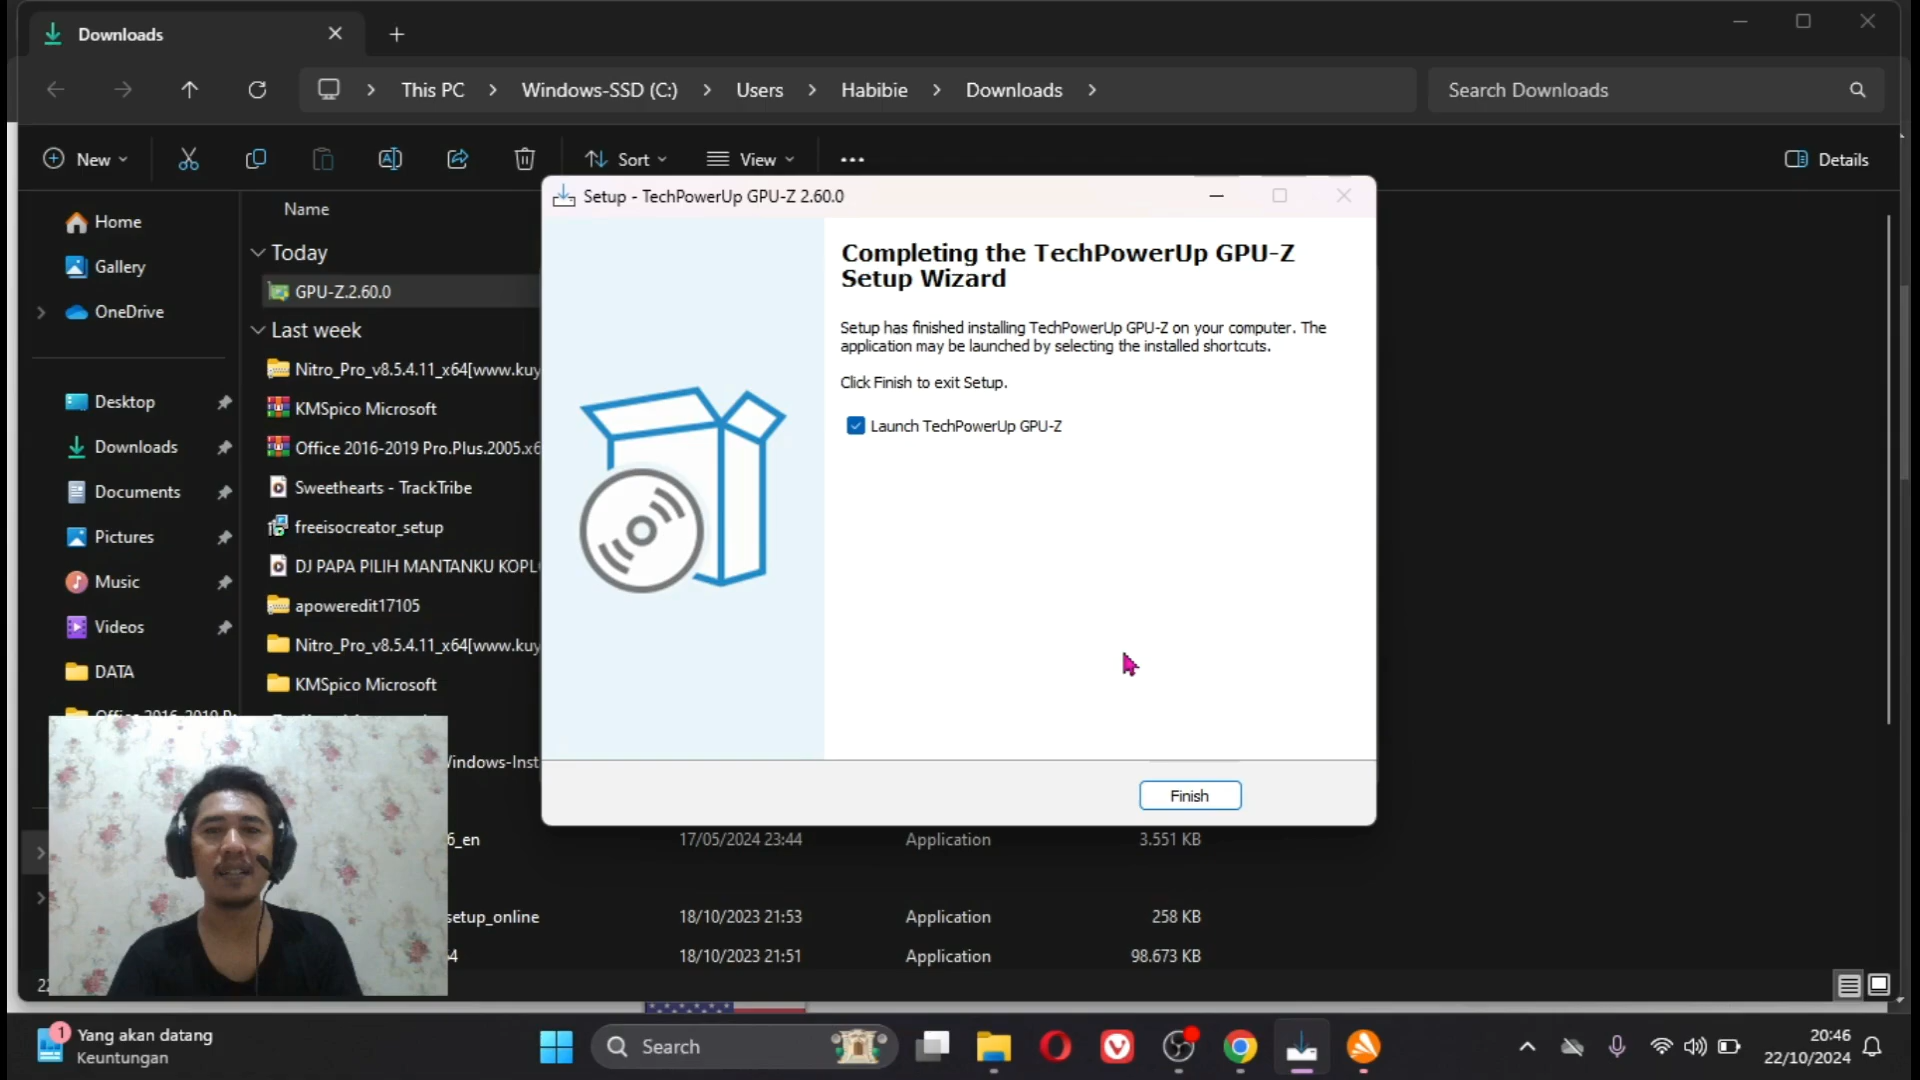 Downloads
This PC
Windows-SSD (C:)
Users
Habibie
Downloads
Search Downloads
New
Sort
View
Details
Home
Gallery
OneDrive
Desktop
Downloads
Documents
Pictures
Music
Videos
DATA
Name
Today
GPU-Z.2.60.0
Last week
Nitro_Pro_v8.5.4.11_x64[www.kuy
KMSpico Microsoft
Office 2016-2019 Pro.Plus.2005.x6
Sweethearts - TrackTribe
freeisocreator_setup
DJ PAPA PILIH MANTANKU KOPL
apoweredit17105
Nitro_Pro_v8.5.4.11_x64[www.kuy
KMSpico Microsoft
Setup - TechPowerUp GPU-Z 2.60.0
Completing the TechPowerUp GPU-Z
Setup Wizard
Setup has finished installing TechPowerUp GPU-Z on your computer. The
application may be launched by selecting the installed shortcuts.
Click Finish to exit Setup.
Launch TechPowerUp GPU-Z
Finish
indows-Inst
6_en 17/05/2024 23:44 Application 3.551 KB
setup_online 18/10/2023 21:53 Application 258 KB
18/10/2023 21:51 Application 98.673 KB
1
Yang akan datang
Keuntungan
Search
20:46
22/10/2024